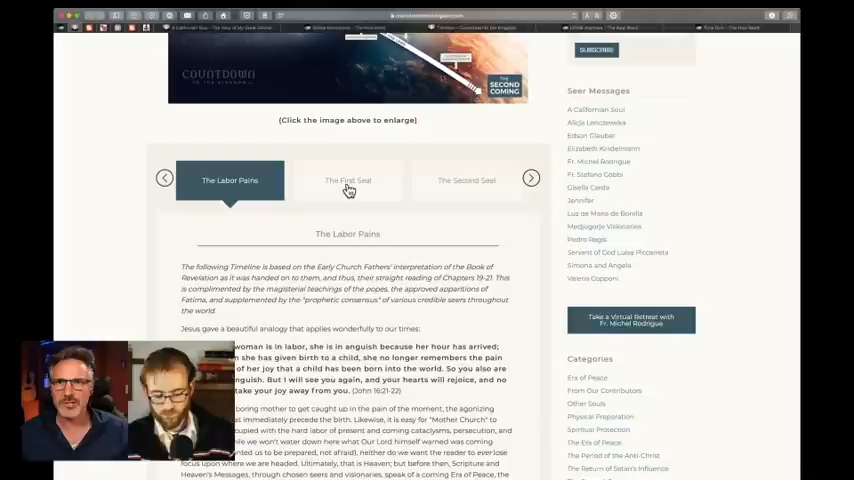 countdowntothekingdom.com
COUNTDOWN
TO THE KINGDOM
THE
SECOND
COMING
(Click the image above to enlarge)
The Labor Pains
The First Seal
The Second Seal
The Labor Pains
The following Timeline is based on the Early Church Fathers' interpretation of the Book of
Revelation as it was handed on to them, and thus, their straight reading of Chapters 19-21. This
is complimented by the magisterial teachings of the popes, the approved apparitions of
Fatima, and supplemented by the "prophetic consensus" of various credible seers throughout
the world.
Jesus gave a beautiful analogy that applies wonderfully to our times:
woman is in labor, she is in anguish because her hour has arrived;
she has given birth to a child, she no longer remembers the pain
of her joy that a child has been born into the world. So you also are
nguish. But I will see you again, and your hearts will rejoice, and no
take your joy away from you. (John 16:21-22)
boring mother to get caught up in the pain of the moment, the agonizing
at immediately precede the birth. Likewise, it is easy for "Mother Church" to
cupied with the hard labor of present and coming cataclysms, persecution, and
hile we won't water down here what Our Lord himself warned was coming
nted us to be prepared, not afraid), neither do we want the reader to ever lose
focus upon where we are headed. Ultimately, that is Heaven; but before then, Scripture and
Heaven's Messages, through chosen seers and visionaries, speak of a coming Era of Peace, the
SUBSCRIBE
Seer Messages
A Californian Soul
Alicja Lenczewska
Edson Glauber
Elizabeth Kindelmann
Fr. Michel Rodrigue
Fr. Stefano Gobbi
Gisella Cardia
Jennifer
Luz de Maria de Bonilla
Medjugorje Visionaries
Pedro Regis
Servant of God Luisa Piccarreta
Simona and Angela
Valeria Copponi
Take a Virtual Retreat with
Fr. Michel Rodrigue
Categories
Era of Peace
From Our Contributors
Other Souls
Physical Preparation
Spiritual Protection
The Era of Peace
The Period of the Anti-Christ
The Return of Satan's Influence